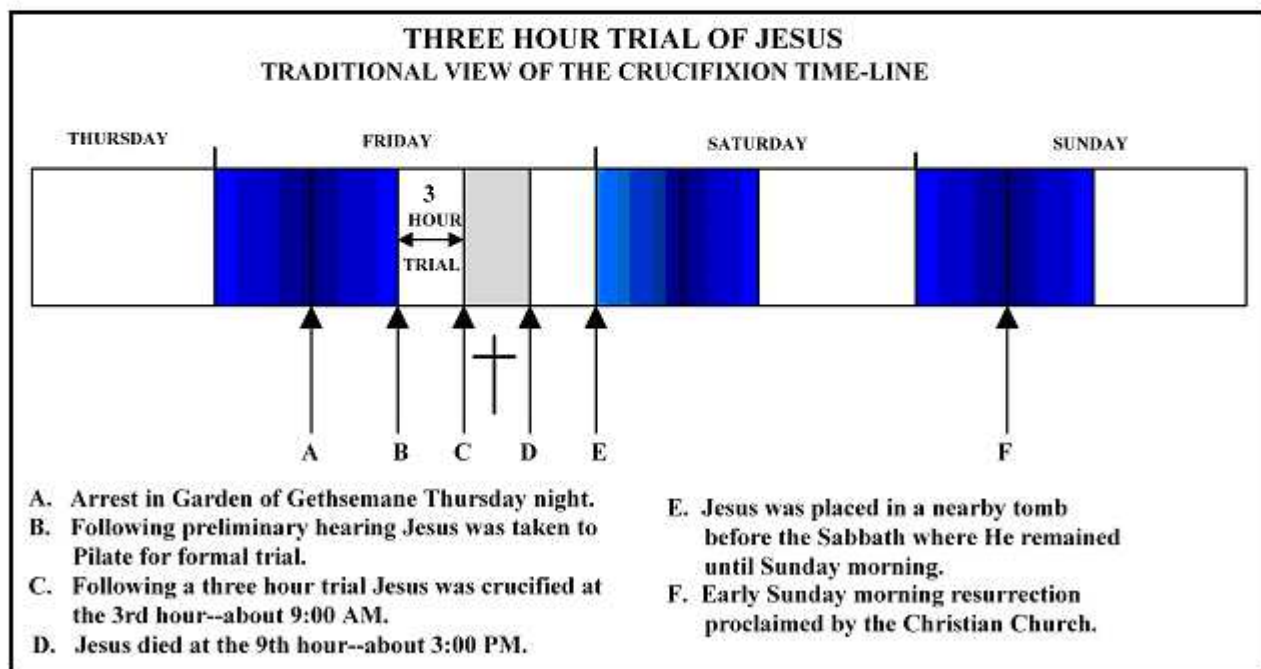 THREE HOUR TRIAL OF JESUS
TRADITIONAL VIEW OF THE CRUCIFIXION TIME-LINE
THURSDAY
FRIDAY
SATURDAY
SUNDAY
3
HOUR
TRIAL
A
B
C
D
E
F
A. Arrest in Garden of Gethsemane Thursday night.
B. Following preliminary hearing Jesus was taken to
Pilate for formal trial.
C. Following a three hour trial Jesus was crucified at
the 3rd hour--about 9:00 AM.
D. Jesus died at the 9th hour--about 3:00 PM.
E. Jesus was placed in a nearby tomb
before the Sabbath where He remained
until Sunday morning.
F. Early Sunday morning resurrection
proclaimed by the Christian Church.